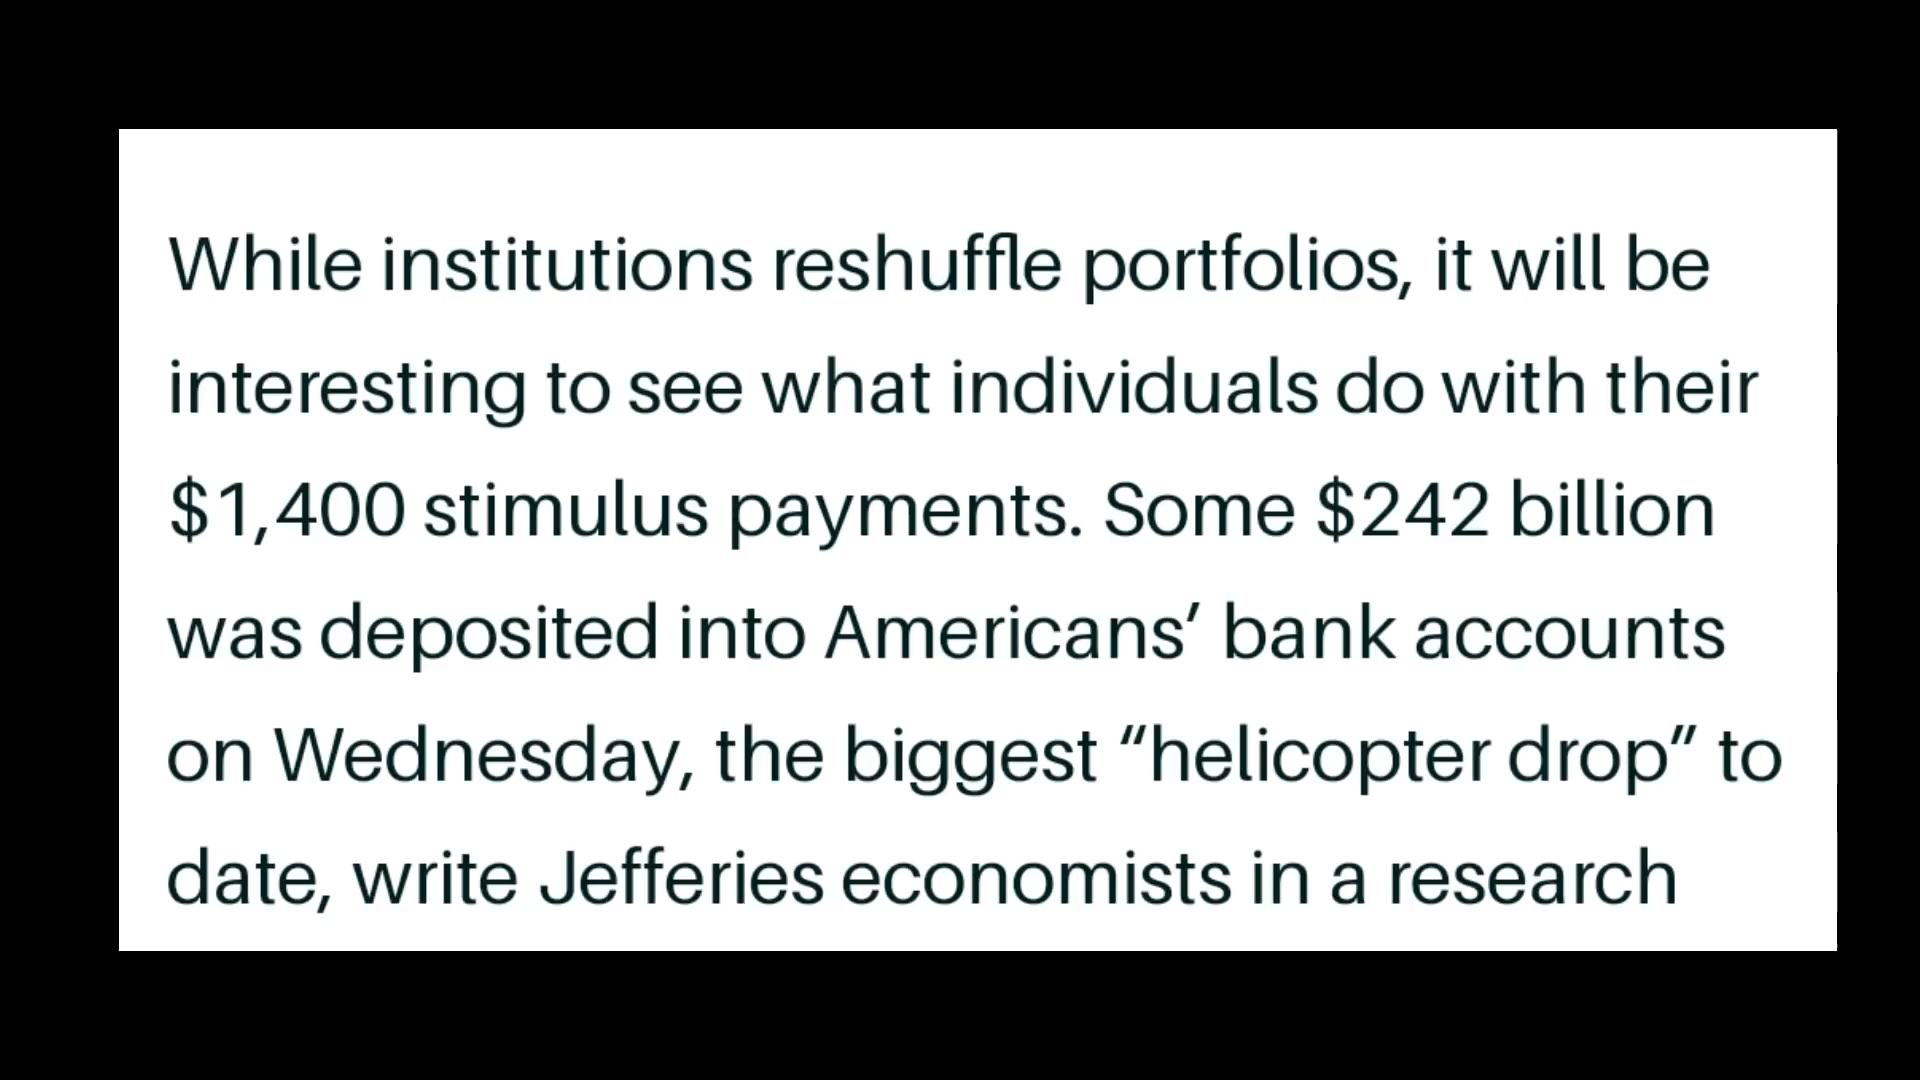 While institutions reshuffle portfolios, it will be
interesting to see what individuals do with their
$1,400 stimulus payments. Some $242 billion
was deposited into Americans’ bank accounts
on Wednesday, the biggest “helicopter drop” to
date, write Jefferies economists in a research